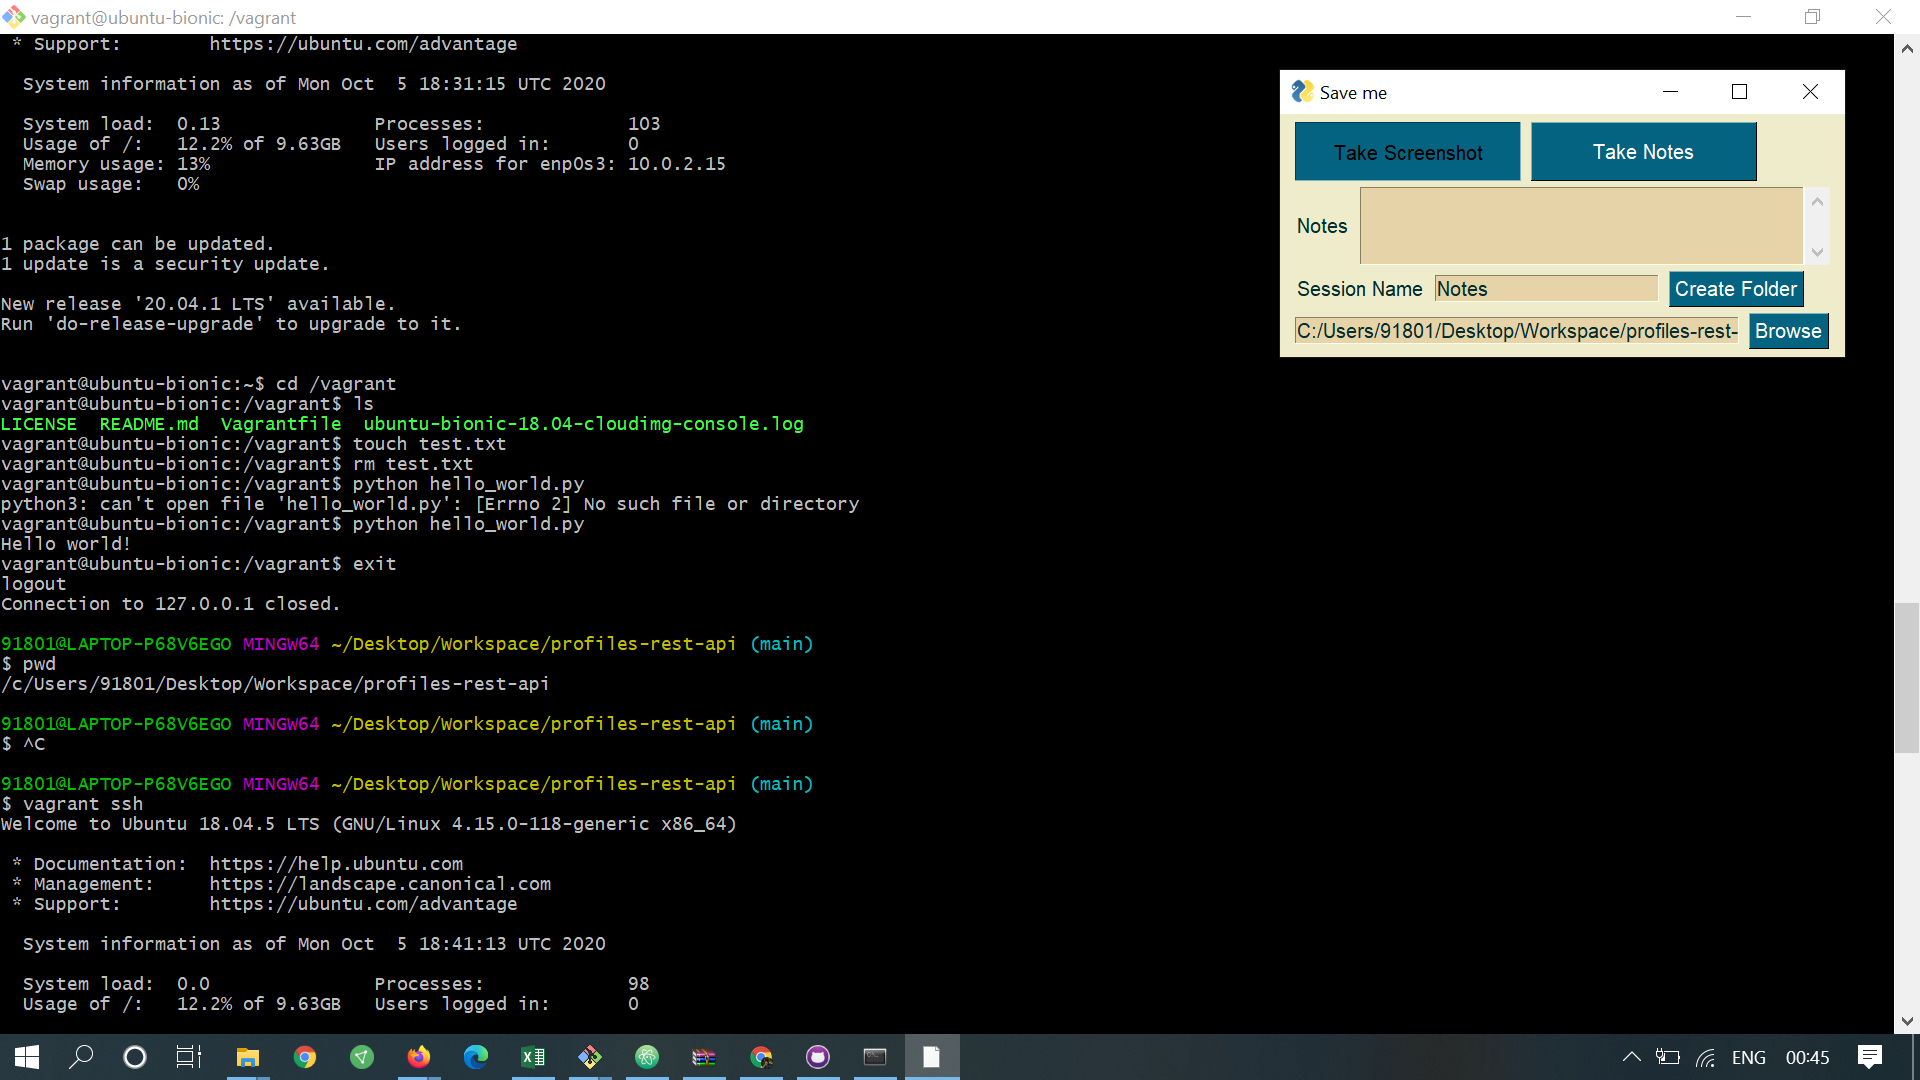 vagrant@ubuntu-bionic: /vagrant
* Support:        https://ubuntu.com/advantage
System information as of Mon Oct  5 18:31:15 UTC 2020
System load:  0.13              Processes:             103
Usage of /:   12.2% of 9.63GB   Users logged in:       0
Memory usage: 13%               IP address for enp0s3: 10.0.2.15
Swap usage:   0%
1 package can be updated.
1 update is a security update.
New release '20.04.1 LTS' available.
Run 'do-release-upgrade' to upgrade to it.
vagrant@ubuntu-bionic:~$ cd /vagrant
vagrant@ubuntu-bionic:/vagrant$ ls
LICENSE  README.md  Vagrantfile  ubuntu-bionic-18.04-cloudimg-console.log
vagrant@ubuntu-bionic:/vagrant$ touch test.txt
vagrant@ubuntu-bionic:/vagrant$ rm test.txt
vagrant@ubuntu-bionic:/vagrant$ python hello_world.py
python3: can't open file 'hello_world.py': [Errno 2] No such file or directory
vagrant@ubuntu-bionic:/vagrant$ python hello_world.py
Hello world!
vagrant@ubuntu-bionic:/vagrant$ exit
logout
Connection to 127.0.0.1 closed.
91801@LAPTOP-P68V6EGO MINGW64 ~/Desktop/Workspace/profiles-rest-api (main)
$ pwd
/c/Users/91801/Desktop/Workspace/profiles-rest-api
91801@LAPTOP-P68V6EGO MINGW64 ~/Desktop/Workspace/profiles-rest-api (main)
$ ^C
91801@LAPTOP-P68V6EGO MINGW64 ~/Desktop/Workspace/profiles-rest-api (main)
$ vagrant ssh
Welcome to Ubuntu 18.04.5 LTS (GNU/Linux 4.15.0-118-generic x86_64)
* Documentation:  https://help.ubuntu.com
* Management:     https://landscape.canonical.com
* Support:        https://ubuntu.com/advantage
System information as of Mon Oct  5 18:41:13 UTC 2020
System load:  0.0               Processes:             98
Usage of /:   12.2% of 9.63GB   Users logged in:       0
Save me
Take Screenshot
Take Notes
Notes
Session Name
Notes
Create Folder
C:/Users/91801/Desktop/Workspace/profiles-rest-
Browse
ENG
00:45